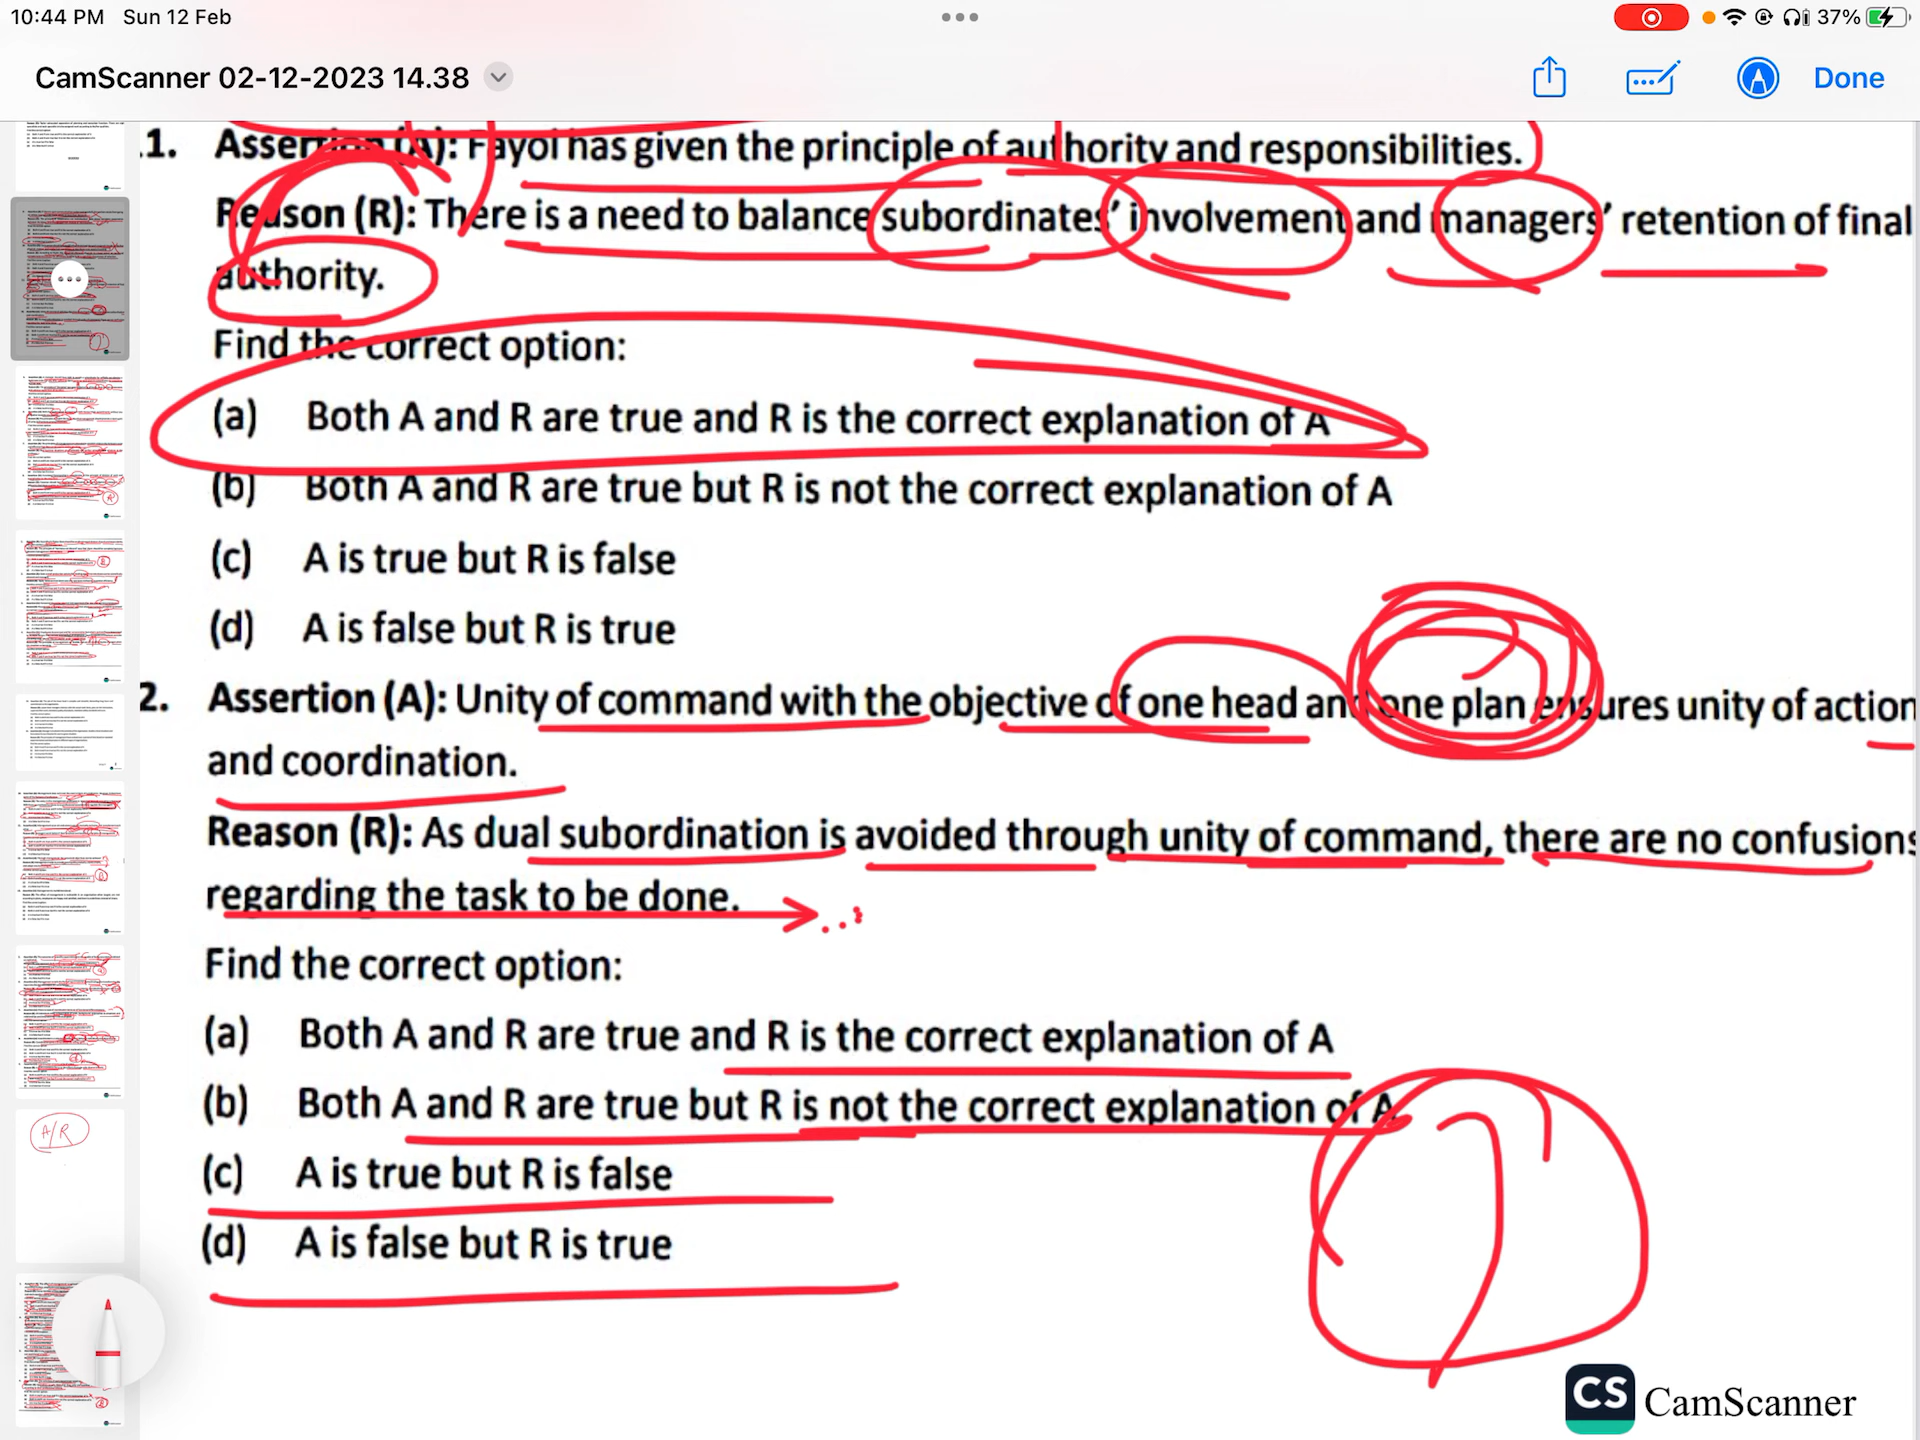 10:44 PM Sun 12 Feb
37%
CamScanner 02-12-2023 14.38
Done
.1. Assertion (A): Fayol has given the principle of authority and responsibilities.
Reason (R): There is a need to balance subordinates' involvement and managers' retention of final
authority.
Find the correct option:
(a) Both A and R are true and R is the correct explanation of A
(b) Both A and R are true but R is not the correct explanation of A
(c) A is true but R is false
(d) A is false but R is true
2. Assertion (A): Unity of command with the objective of one head and one plan ensures unity of action
and coordination.
Reason (R): As dual subordination is avoided through unity of command, there are no confusions
regarding the task to be done.
Find the correct option:
(a) Both A and R are true and R is the correct explanation of A
(b) Both A and R are true but R is not the correct explanation of A
(c) A is true but R is false
(d) A is false but R is true
A/R
CS CamScanner